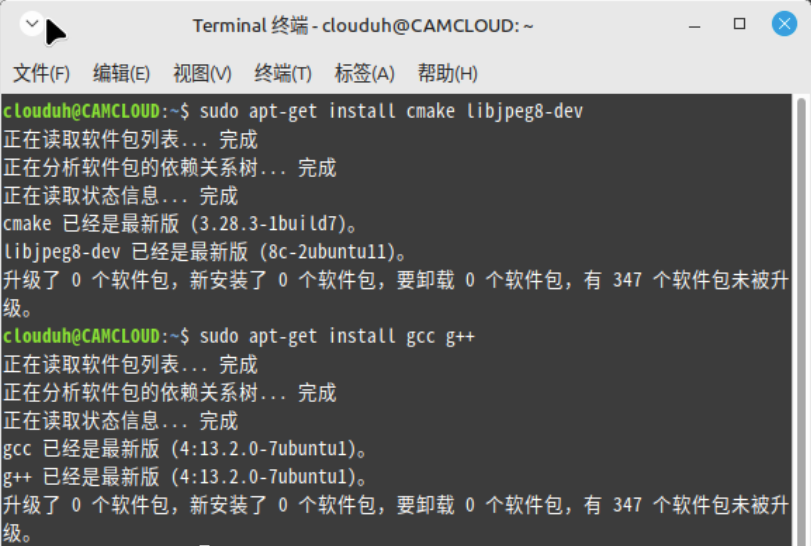 Terminal 终端 - clouduh@CAMCLOUD: ~
文件(F) 编辑(E) 视图(V) 终端(T) 标签(A) 帮助(H)
clouduh@CAMCLOUD:~$ sudo apt-get install cmake libjpeg8-dev
正在读取软件包列表... 完成
正在分析软件包的依赖关系树... 完成
正在读取状态信息... 完成
cmake 已经是最新版 (3.28.3-1build7)。
libjpeg8-dev 已经是最新版 (8c-2ubuntu11)。
升级了 0 个软件包，新安装了 0 个软件包，要卸载 0 个软件包，有 347 个软件包未被升
级。
clouduh@CAMCLOUD:~$ sudo apt-get install gcc g++
正在读取软件包列表... 完成
正在分析软件包的依赖关系树... 完成
正在读取状态信息... 完成
gcc 已经是最新版 (4:13.2.0-7ubuntu1)。
g++ 已经是最新版 (4:13.2.0-7ubuntu1)。
升级了 0 个软件包，新安装了 0 个软件包，要卸载 0 个软件包，有 347 个软件包未被升
级。